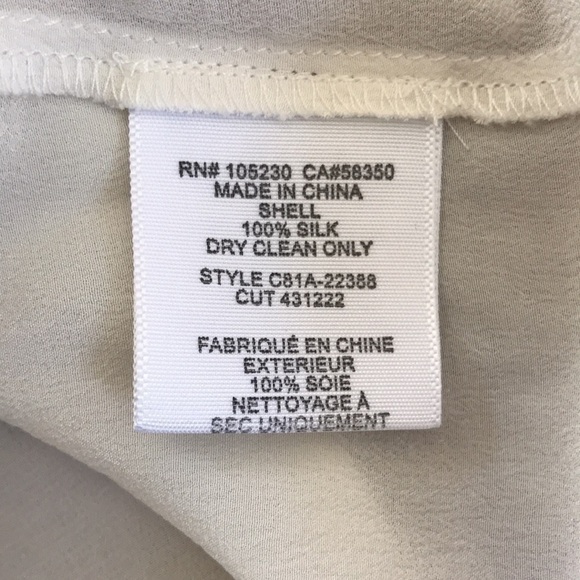 RN# 105230 CA#58350
MADE IN CHINA
SHELL
100% SILK
DRY CLEAN ONLY
STYLE C81A-22388
CUT 431222
FABRIQUÉ EN CHINE
EXTERIEUR
100% SOIE
NETTOYAGE À
SEC UNIQUEMENT